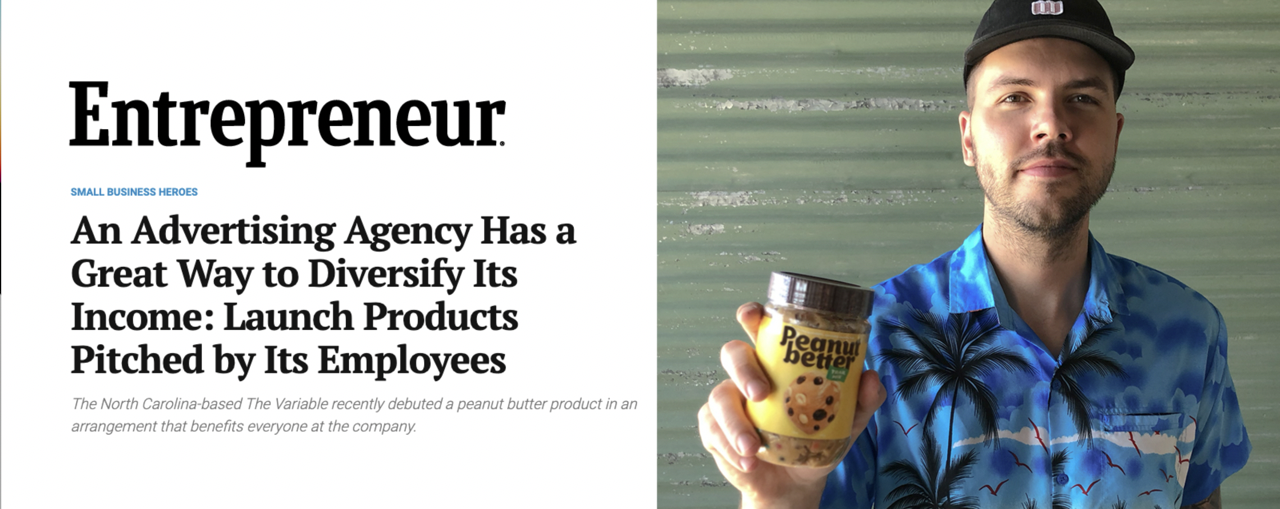 Entrepreneur.
SMALL BUSINESS HEROES
An Advertising Agency Has a
Great Way to Diversify Its
Income: Launch Products
Pitched by Its Employees
The North Carolina-based The Variable recently debuted a peanut butter product in an
arrangement that benefits everyone at the company.
Peanut
better